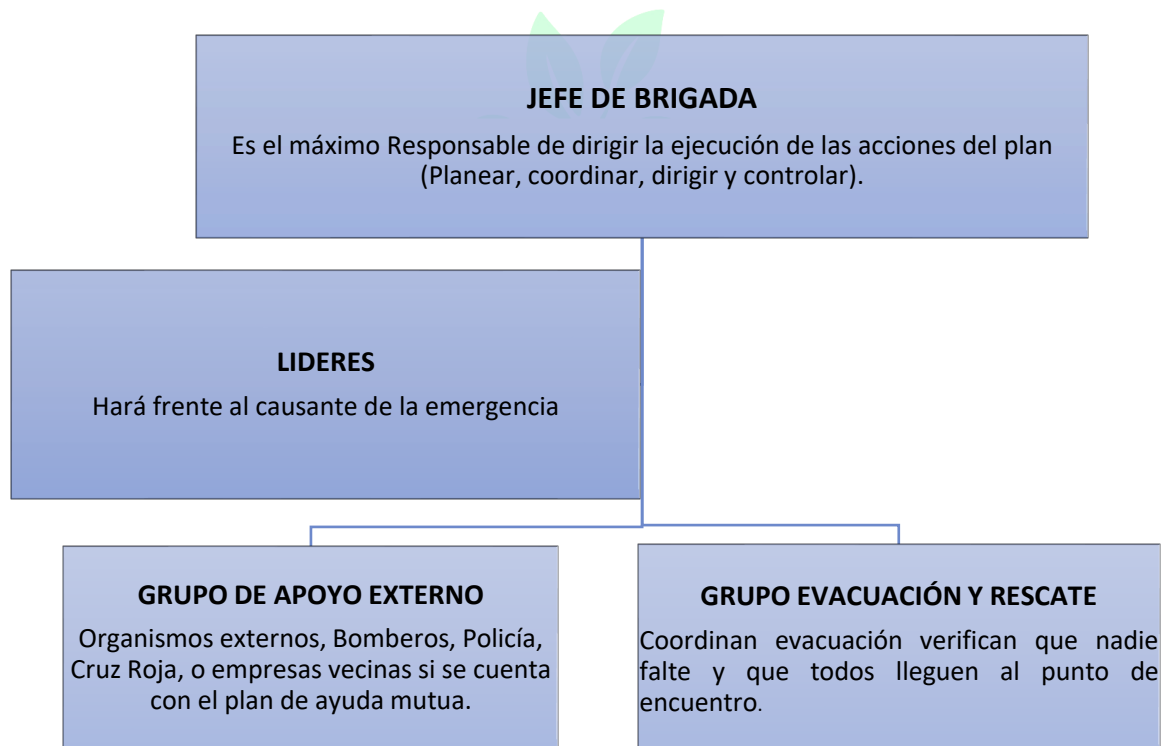 JEFE DE BRIGADA
Es el máximo Responsable de dirigir la ejecución de las acciones del plan
(Planear, coordinar, dirigir y controlar).
LIDERES
Hará frente al causante de la emergencia
GRUPO DE APOYO EXTERNO
Organismos externos, Bomberos, Policía,
Cruz Roja, o empresas vecinas si se cuenta
con el plan de ayuda mutua.
GRUPO EVACUACIÓN Y RESCATE
Coordinan evacuación verifican que nadie
falte y que todos lleguen al punto de
encuentro.